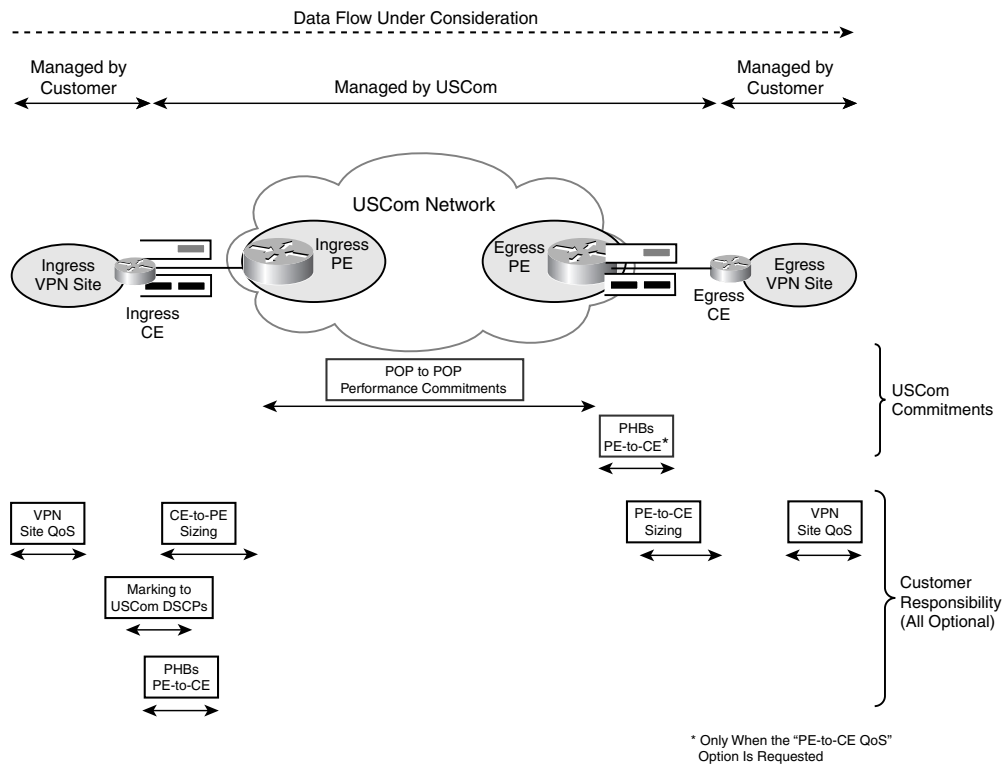 Data Flow Under Consideration
Managed by
Customer
Managed by USCom
Managed by
Customer
USCom Network
Ingress
VPN Site
Ingress
CE
Ingress
PE
Egress
PE
Egress
CE
Egress
VPN Site
POP to POP
Performance Commitments
USCom
Commitments
PHBs
PE-to-CE*
VPN
Site QoS
CE-to-PE
Sizing
PE-to-CE
Sizing
VPN
Site QoS
Marking to
USCom DSCPs
Customer
Responsibility
(All Optional)
PHBs
PE-to-CE
* Only When the “PE-to-CE QoS”
Option Is Requested